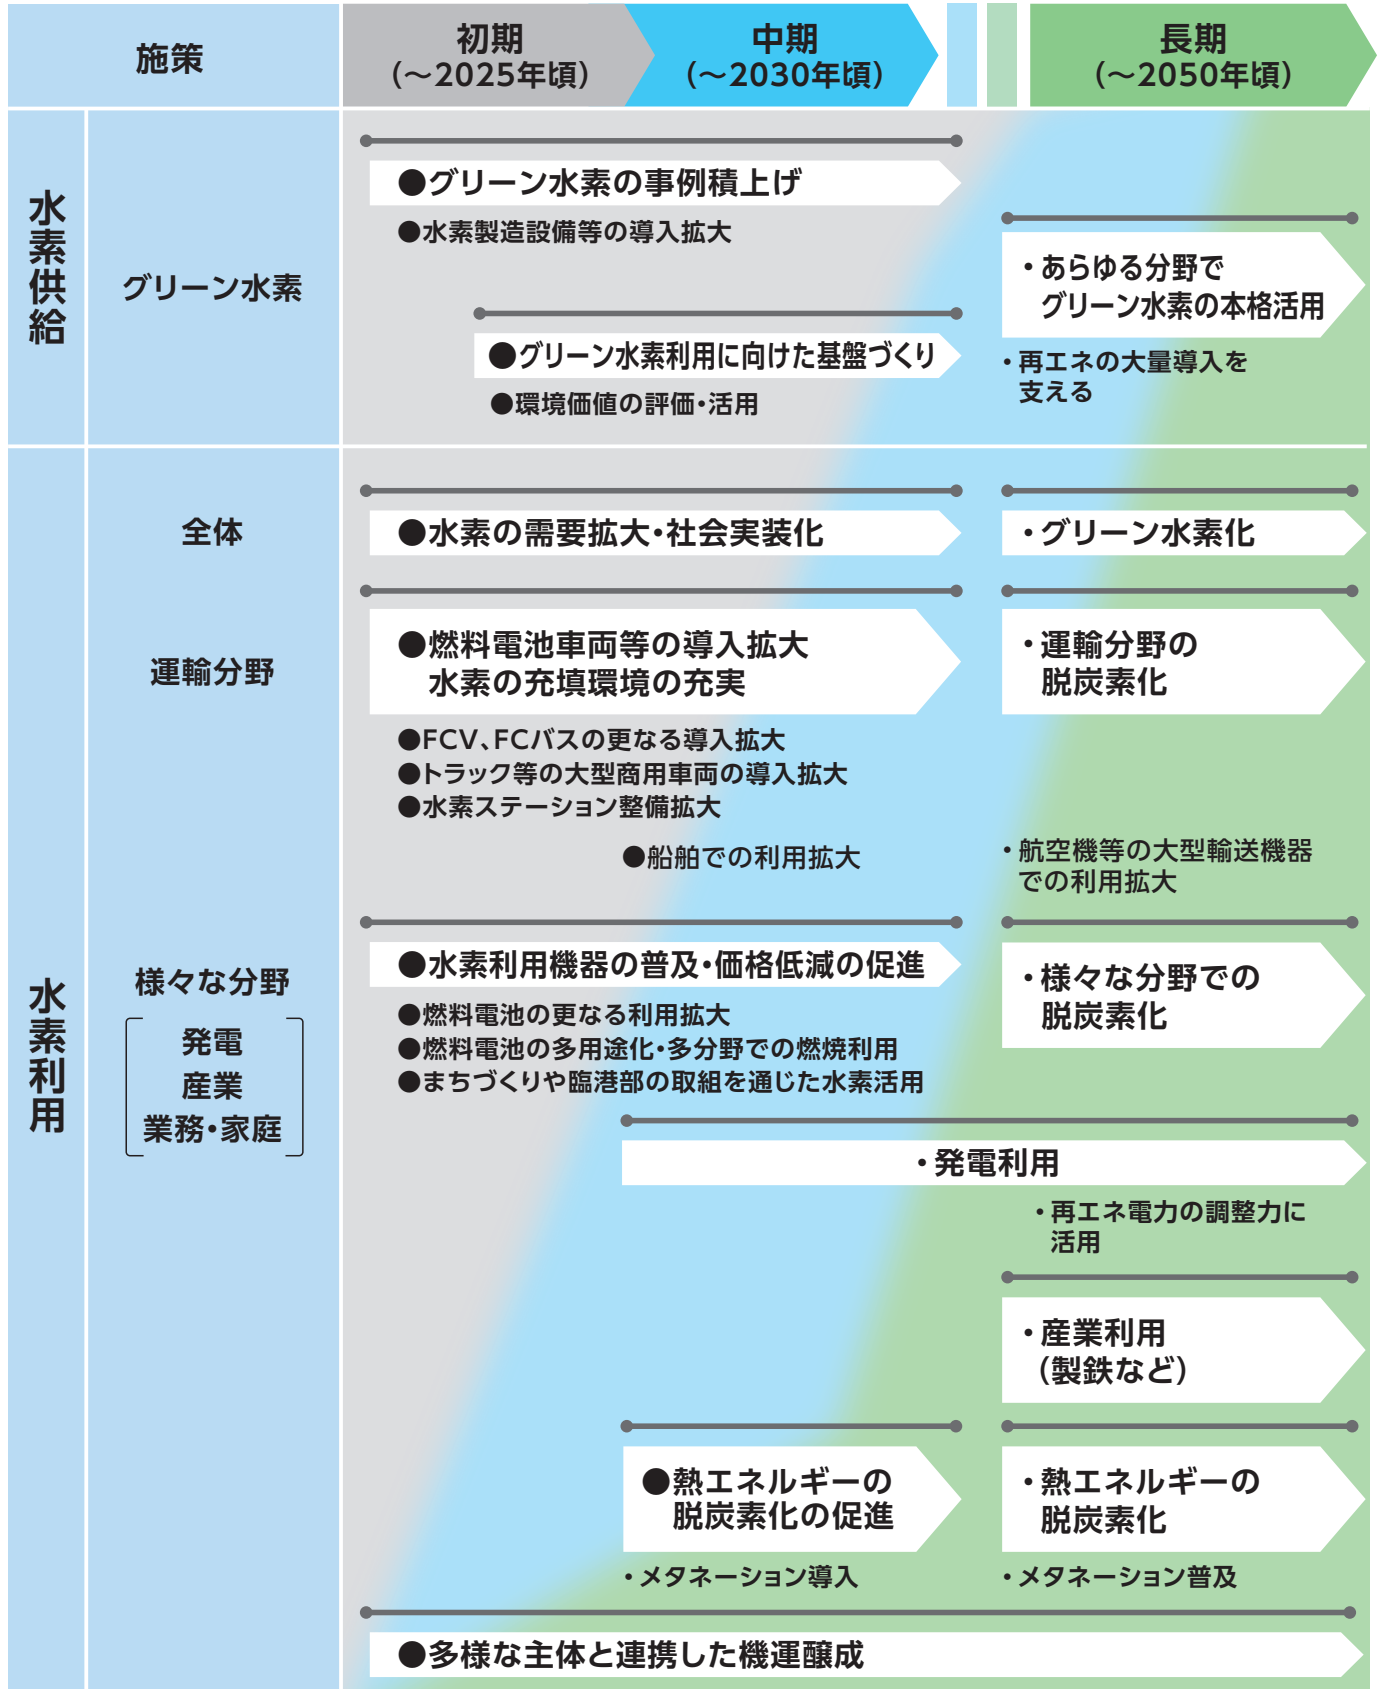 施策
初期
(～2025年頃)
中期
(～2030年頃)
長期
(～2050年頃)
水素供給
グリーン水素
●グリーン水素の事例積上げ
●水素製造設備等の導入拡大
●グリーン水素利用に向けた基盤づくり
●環境価値の評価・活用
・あらゆる分野で
グリーン水素の本格活用
・再エネの大量導入を
支える
水素利用
全体
●水素の需要拡大・社会実装化
・グリーン水素化
運輸分野
●燃料電池車両等の導入拡大
水素の充填環境の充実
・運輸分野の
脱炭素化
●FCV、FCバスの更なる導入拡大
●トラック等の大型商用車両の導入拡大
●水素ステーション整備拡大
●船舶での利用拡大
・航空機等の大型輸送機器
での利用拡大
様々な分野
発電
産業
業務・家庭
●水素利用機器の普及・価格低減の促進
・様々な分野での
脱炭素化
●燃料電池の更なる利用拡大
●燃料電池の多用途化・多分野での燃焼利用
●まちづくりや臨港部の取組を通じた水素活用
・発電利用
・再エネ電力の調整力に
活用
・産業利用
(製鉄など)
●熱エネルギーの
脱炭素化の促進
・熱エネルギーの
脱炭素化
・メタネーション導入
・メタネーション普及
●多様な主体と連携した機運醸成